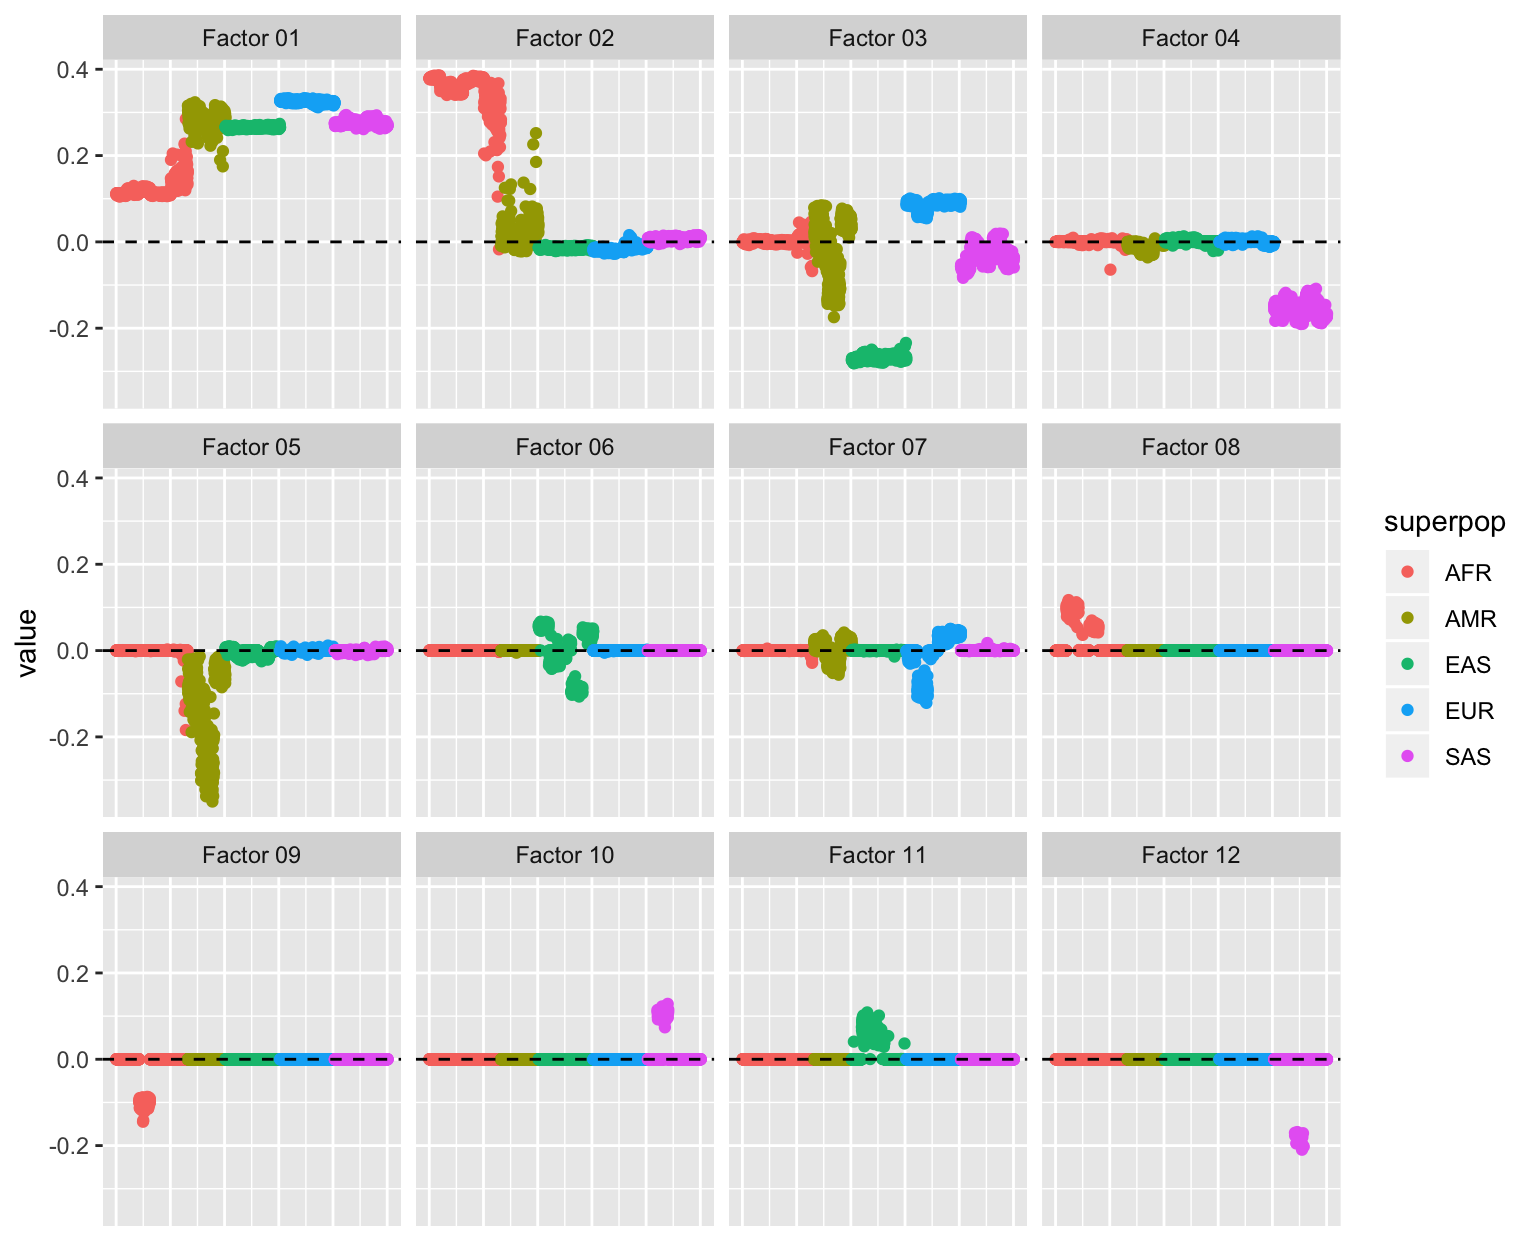 Factor 01 Factor 02 Factor 03 Factor 04
0.4
0.2
0.0
-0.2
Factor 05 Factor 06 Factor 07 Factor 08
0.4
0.2
0.0
-0.2
Factor 09 Factor 10 Factor 11 Factor 12
0.4
0.2
0.0
-0.2
value
superpop
AFR
AMR
EAS
EUR
SAS